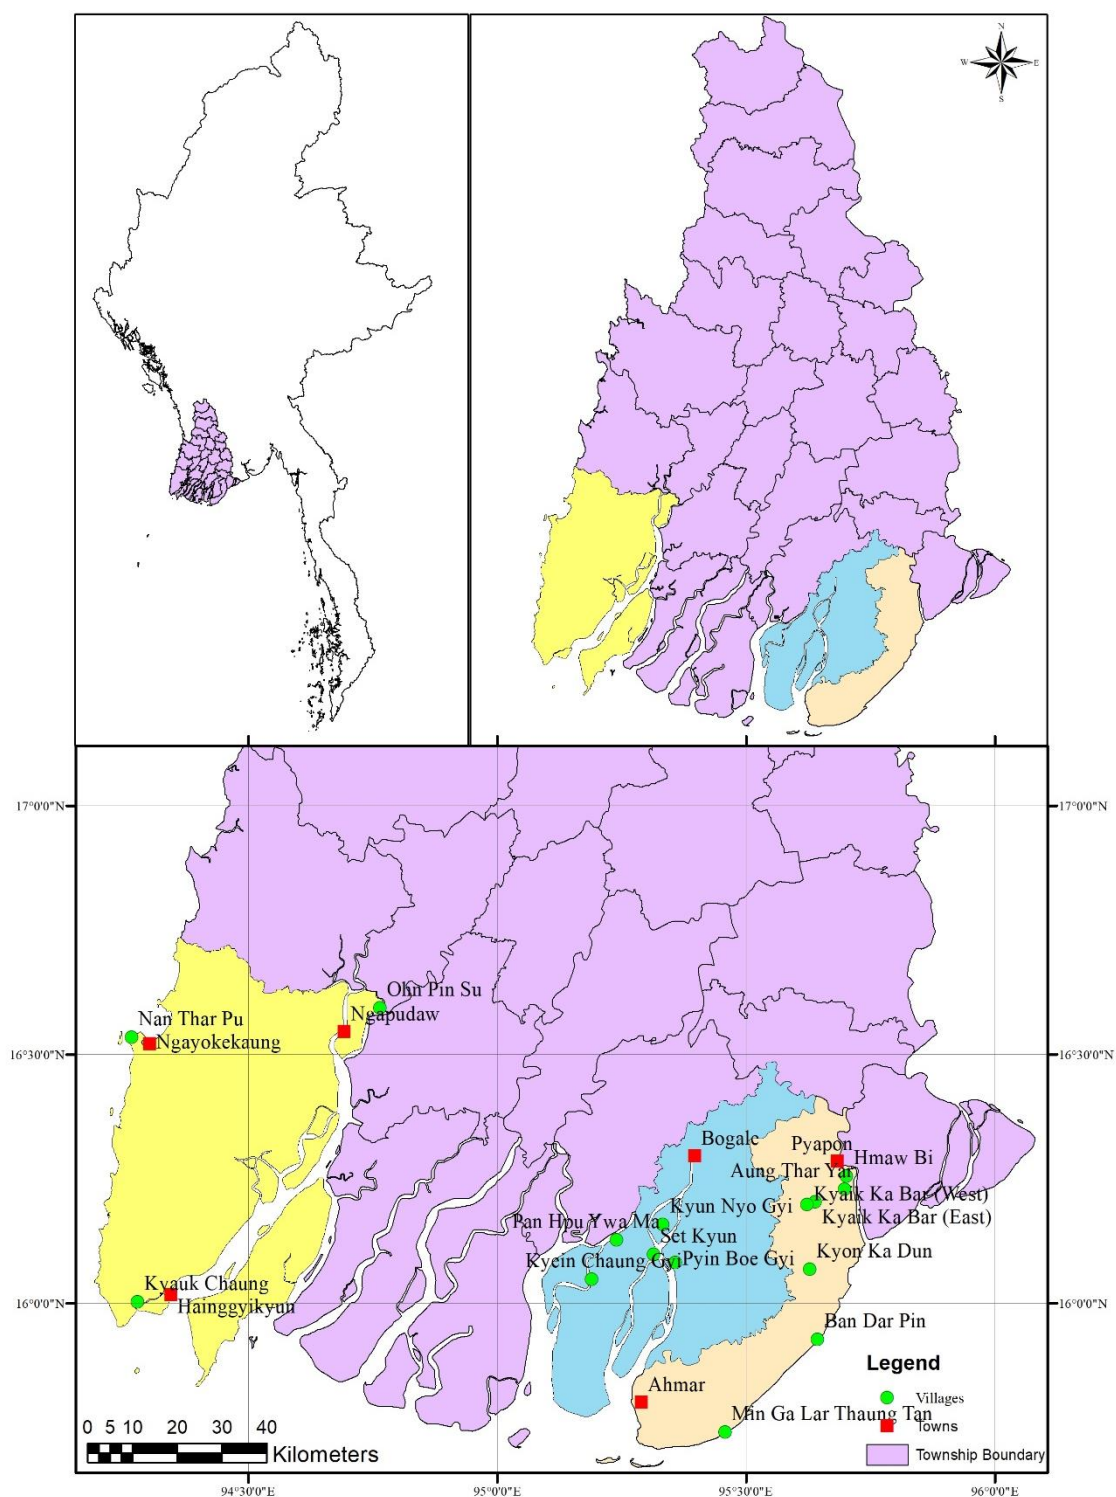 N
W E
S
17°0'0"N
17°0'0"N
Ohn Pin Su
Ngapudaw
Nan Thar Pu
Ngayokekaung
16°30'0"N
16°30'0"N
Bogale
Pyapon
Hmaw Bi
Aung Thar Yar
Kyaik Ka Bar (West)
Kyun Nyo Gyi
Kyaik Ka Bar (East)
Pan Hpu Ywa Ma
Set Kyun
Kyon Ka Dun
Kyein Chaung Gyi
Pyin Boe Gyi
Kyauk Chaung
Hainggyikyun
16°0'0"N
16°0'0"N
Ban Dar Pin
Legend
Ahmar
Villages
Min Ga Lar Thaung Tan
Towns
0 5 10 20 30 40
Kilometers
Township Boundary
94°30'0"E
95°0'0"E
95°30'0"E
96°0'0"E